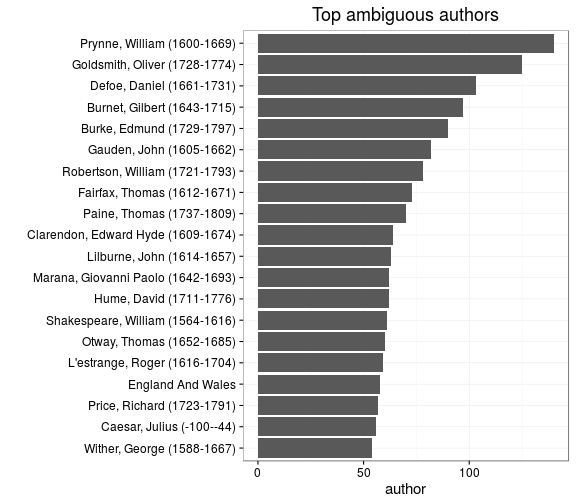 Top ambiguous authors
Prynne, William (1600-1669)
Goldsmith, Oliver (1728-1774)
Defoe, Daniel (1661-1731)
Burnet, Gilbert (1643-1715)
Burke, Edmund (1729-1797)
Gauden, John (1605-1662)
Robertson, William (1721-1793)
Fairfax, Thomas (1612-1671)
Paine, Thomas (1737-1809)
Clarendon, Edward Hyde (1609-1674)
Lilburne, John (1614-1657)
Marana, Giovanni Paolo (1642-1693)
Hume, David (1711-1776)
Shakespeare, William (1564-1616)
Otway, Thomas (1652-1685)
L'estrange, Roger (1616-1704)
England And Wales
Price, Richard (1723-1791)
Caesar, Julius (-100--44)
Wither, George (1588-1667)
0 50 100
author